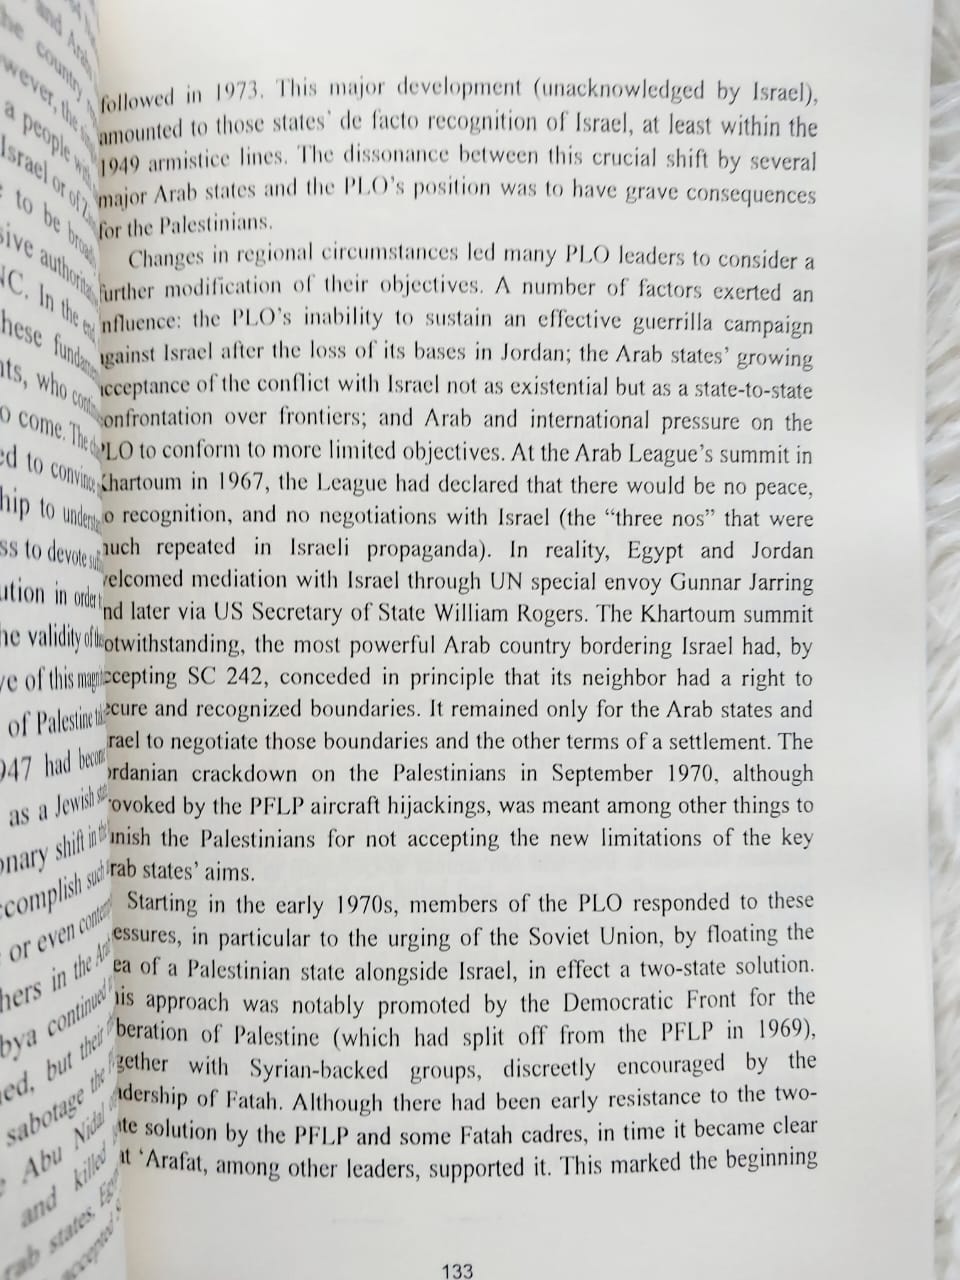 followed in 1973. This major development (unacknowledged by Israel),
amounted to those states' de facto recognition of Israel, at least within the
1949 armistice lines. The dissonance between this crucial shift by several
major Arab states and the PLO's position was to have grave consequences
for the Palestinians.
Changes in regional circumstances led many PLO leaders to consider a
further modification of their objectives. A number of factors exerted an
nfluence: the PLO's inability to sustain an effective guerrilla campaign
against Israel after the loss of its bases in Jordan; the Arab states' growing
acceptance of the conflict with Israel not as existential but as a state-to-state
onfrontation over frontiers; and Arab and international pressure on the
PLO to conform to more limited objectives. At the Arab League's summit in
Khartoum in 1967, the League had declared that there would be no peace,
o recognition, and no negotiations with Israel (the “three nos” that were
much repeated in Israeli propaganda). In reality, Egypt and Jordan
welcomed mediation with Israel through UN special envoy Gunnar Jarring
nd later via US Secretary of State William Rogers. The Khartoum summit
otwithstanding, the most powerful Arab country bordering Israel had, by
ccepting SC 242, conceded in principle that its neighbor had a right to
ecure and recognized boundaries. It remained only for the Arab states and
rael to negotiate those boundaries and the other terms of a settlement. The
ordanian crackdown on the Palestinians in September 1970, although
rovoked by the PFLP aircraft hijackings, was meant among other things to
unish the Palestinians for not accepting the new limitations of the key
rab states' aims.
Starting in the early 1970s, members of the PLO responded to these
essures, in particular to the urging of the Soviet Union, by floating the
ea of a Palestinian state alongside Israel, in effect a two-state solution.
his approach was notably promoted by the Democratic Front for the
beration of Palestine (which had split off from the PFLP in 1969),
gether with Syrian-backed groups, discreetly encouraged by the
adership of Fatah. Although there had been early resistance to the two-
te solution by the PFLP and some Fatah cadres, in time it became clear
at ‘Arafat, among other leaders, supported it. This marked the beginning
133